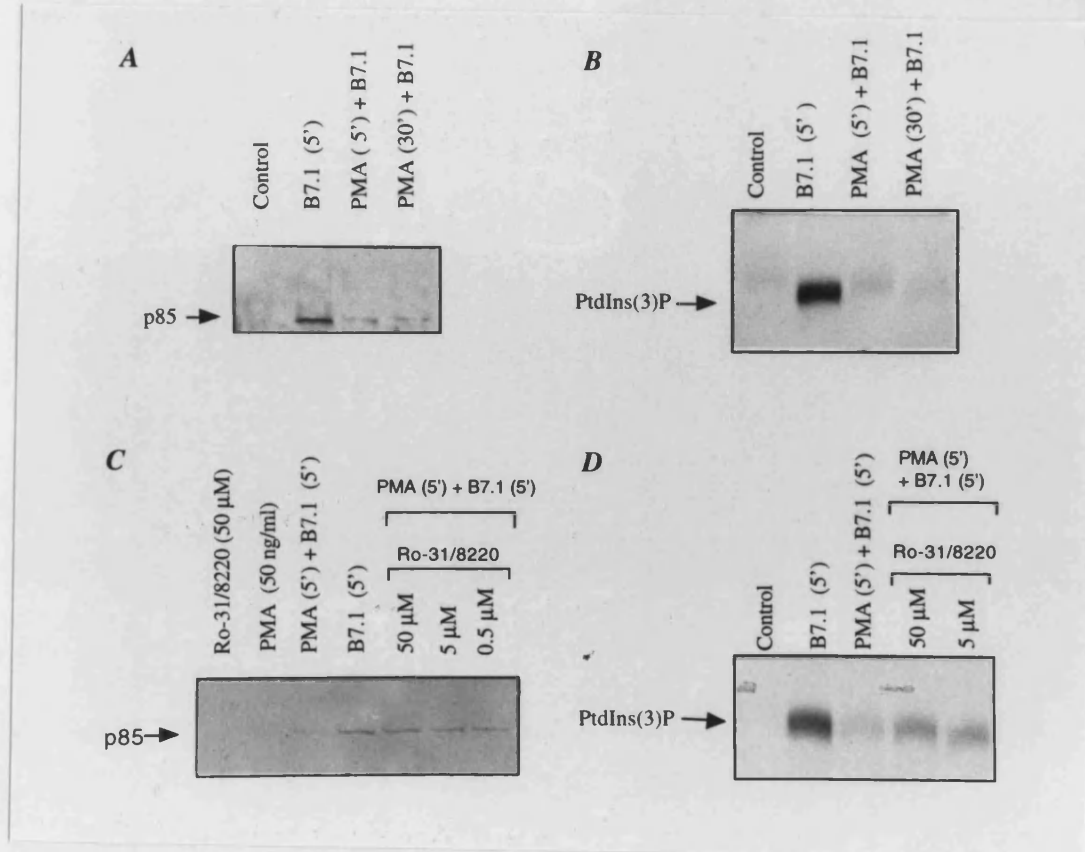 A
Control
B7.1 (5')
PMA ( 5') + B7.1
PMA (30') + B7.1
p85
B
Control
B7.1 (5')
PMA (5') + B7.1
PMA (30') + B7.1
PtdIns(3)P
C
Ro-31/8220 (50 µM)
PMA (50 ng/ml)
PMA (5') + B7.1 (5')
B7.1 (5')
PMA (5') + B7.1 (5')
Ro-31/8220
50 µM
5 µM
0.5 µM
p85
D
Control
B7.1 (5')
PMA (5') + B7.1 (5')
PMA (5')
+ B7.1 (5')
Ro-31/8220
50 µM
5 µM
PtdIns(3)P